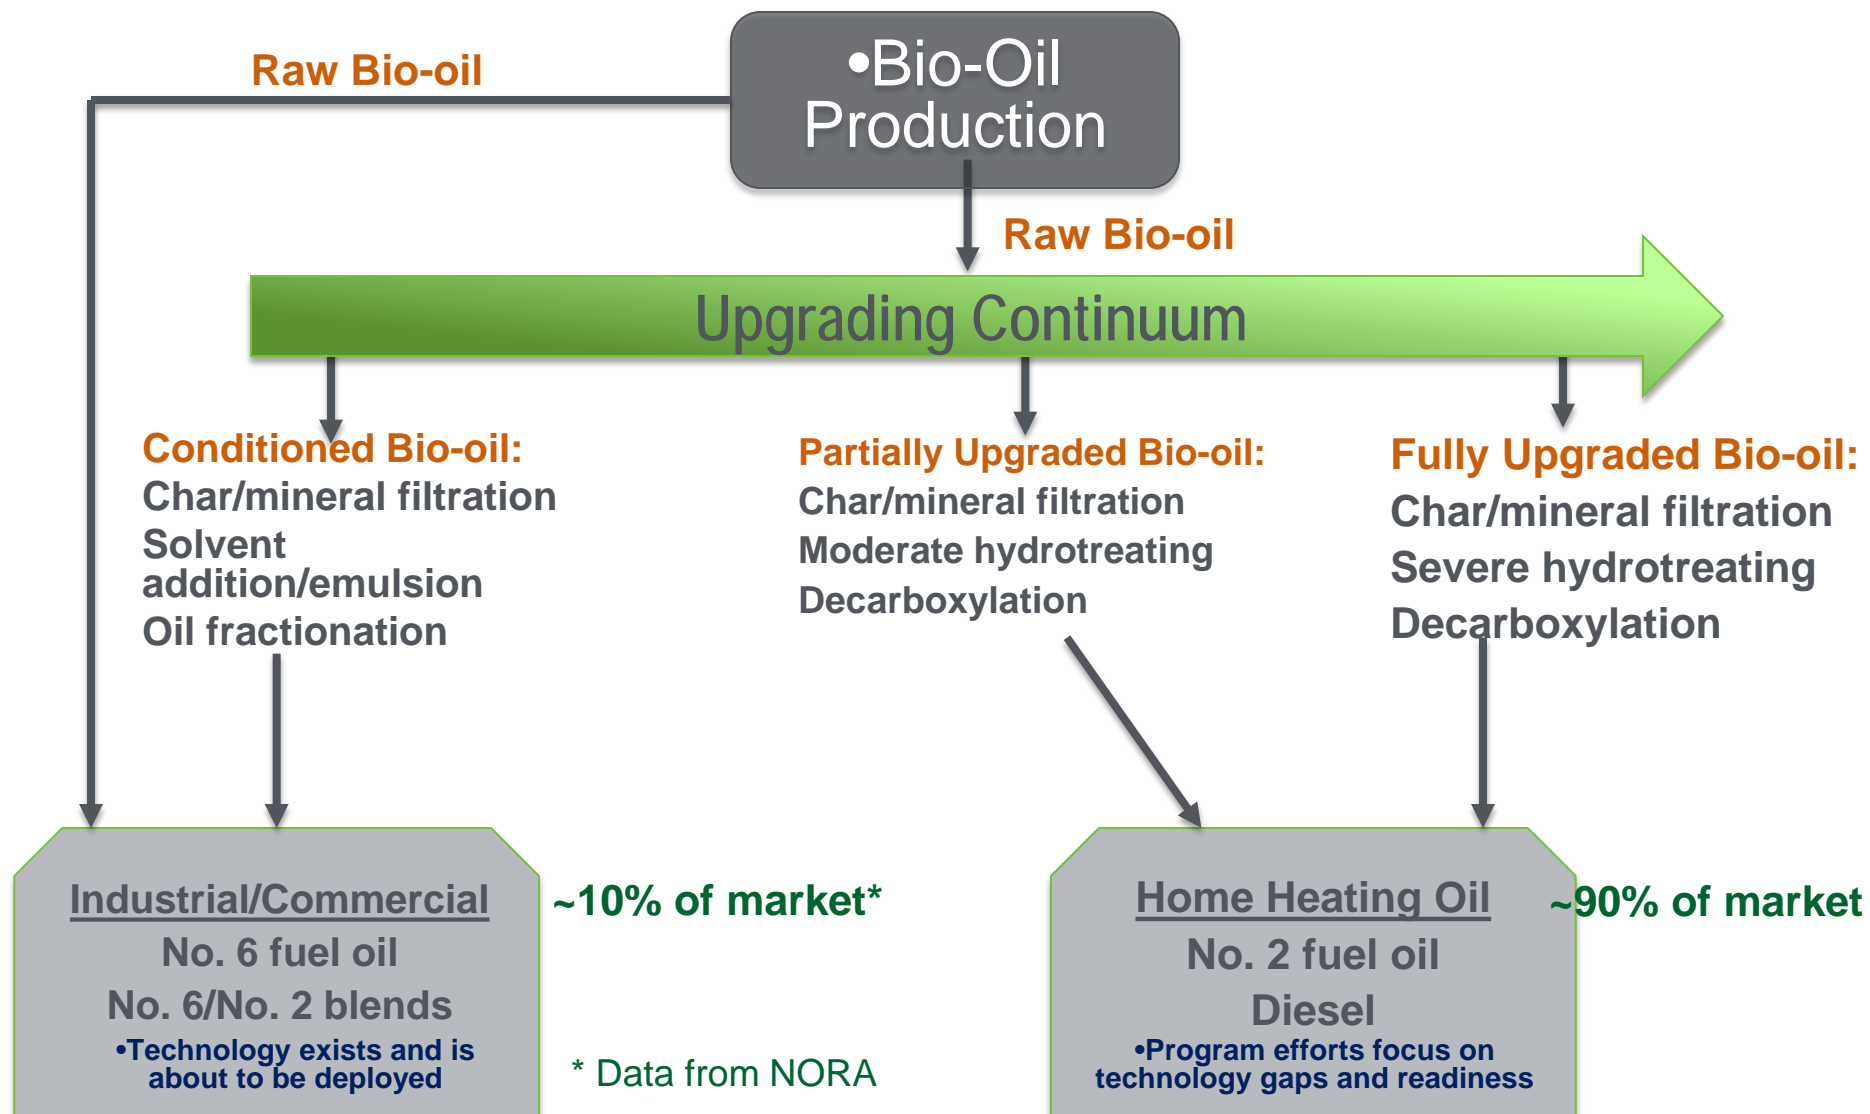 Raw Bio-oil
•Bio-Oil
Production
Raw Bio-oil
Upgrading Continuum
Conditioned Bio-oil:
Char/mineral filtration
Solvent
addition/emulsion
Oil fractionation
Partially Upgraded Bio-oil:
Char/mineral filtration
Moderate hydrotreating
Decarboxylation
Fully Upgraded Bio-oil:
Char/mineral filtration
Severe hydrotreating
Decarboxylation
Industrial/Commercial
No. 6 fuel oil
No. 6/No. 2 blends
•Technology exists and is
about to be deployed
~10% of market*
* Data from NORA
Home Heating Oil
No. 2 fuel oil
Diesel
•Program efforts focus on
technology gaps and readiness
~90% of market